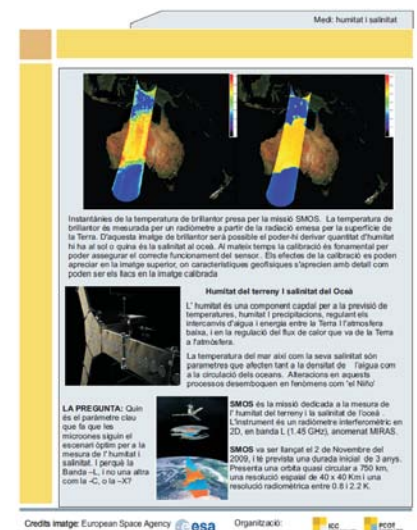 Medi: humitat i salinitat
Instantànies de la temperatura de brillantor presa per la missió SMOS. La temperatura de
brillantor és mesurada per un radiòmetre a partir de la radiació emesa per la superfície de
la Terra. D'aquesta imatge de brillantor serà possible el poder-hi derivar quantitat d'humitat
hi ha al sol o quina és la salinitat al oceà. Al mateix temps la calibració és fonamental per
poder assegurar el correcte funcionament del sensor.. Els efectes de la calibració es poden
apreciar en la imatge superior, on característiques geofísiques s'aprecien amb detall com
poden ser els llacs en la imatge calibrada
Humitat del terreny I salinitat del Oceà
L' humitat és una component capdal per a la previsió de
temperatures, humitat I precipitacions, regulant els
intercanvis d'aigua i energia entre la Terra I l'atmosfera
baixa, i en la regulació del flux de calor que va de la Terra
a l'atmósfera.
La temperatura del mar així com la seva salinitat són
parametres que afecten tant a la densitat de l'aigua com
a la circulació dels oceans. Alteracions en aquests
processos desemboquen en fenòmens com 'el Niño'
LA PREGUNTA: Quin
és el paràmetre clau
que fa que les
microones siguin el
escenari óptim per a la
mesura de l' humitat i
salinitat. I perquè la
Banda –L, i no una altra
com la -C, o la –X?
SMOS és la missió dedicada a la mesura de
l' humitat del terreny i la salinitat de l'oceà .
L'instrument és un radiòmetre interferomètric en
2D, en banda L (1.45 GHz), anomenat MIRAS.
SMOS va ser llançat el 2 de Novembre del
2009, I té prevista una durada inicial de 3 anys.
Presenta una orbita quasi circular a 750 km,
una resolució espaial de 40 x 40 Km i una
resolució radiomètrica entre 0.8 i 2.2 K.
Credits imatge: European Space Agency esa
Organització:
ICC
PCOT